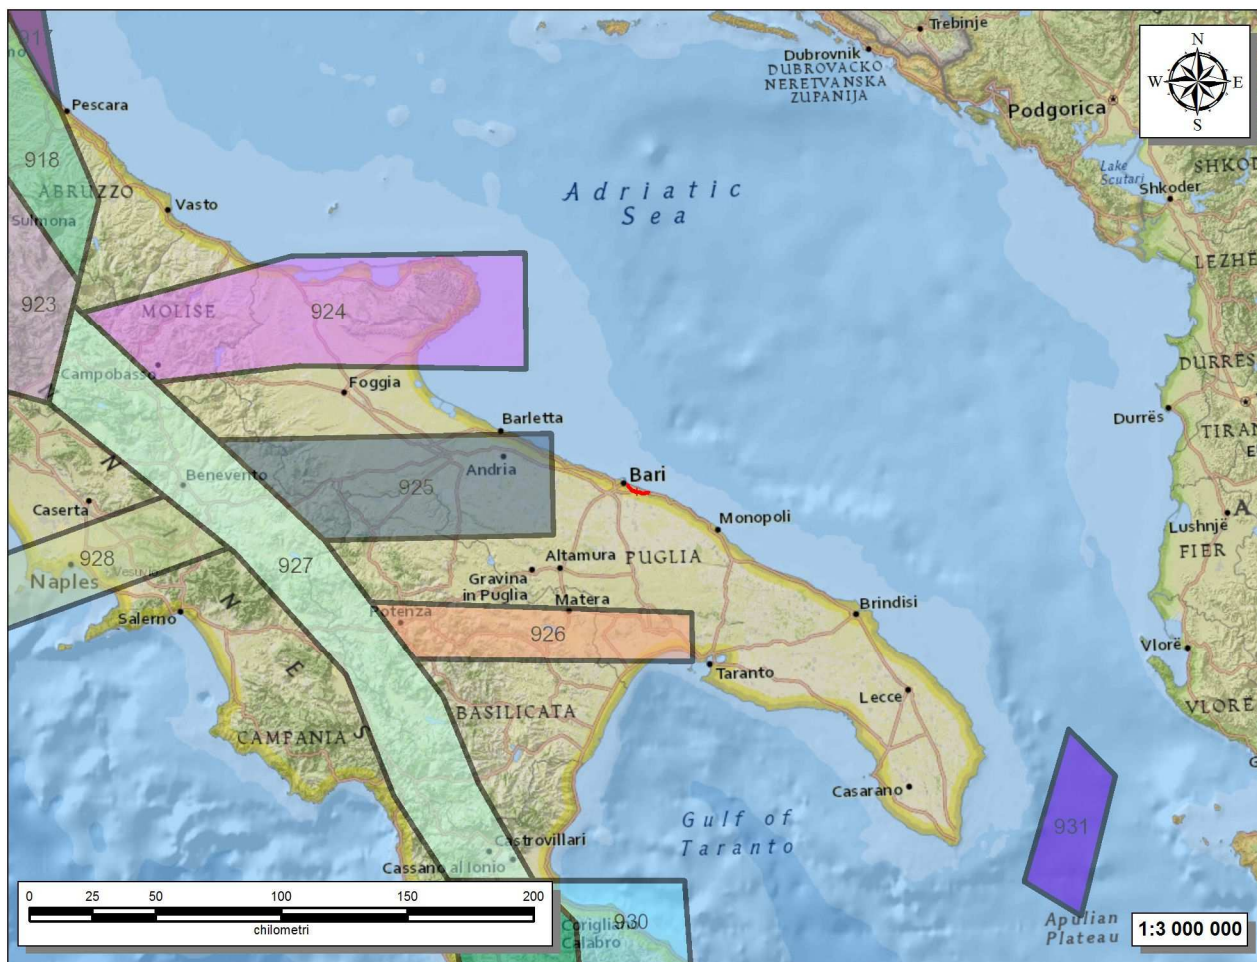 Trebinje
917
Dubrovnik
DUBROVACKO
NERETVANSKA
ZUPANIJA
N
W
E
S
Pescara
Podgorica
918
ABRUZZO
Adriatic
Sea
Lake
Scutari
SHKOD
Shkoder
Vasto
Sulmona
LEZHE
923
MOLISE
924
Campobasso
DURRES
Foggia
Durrës
Barletta
TIRAN
Andria
Bari
Benevento
925
N
Caserta
Monopoli
A
Lushnjë
FIER
928
Naples
Vesuvio
927
Altamura
PUGLIA
Gravina
in Puglia
Matera
N
Salerno
Potenza
926
Brindisi
E
Vlorë
Taranto
Lecce
BASILICATA
VLORE
S
CAMPANIA
Casarano
Gulf of
Taranto
931
Castrovillari
Cassano al Ionio
0 25 50 100 150 200
chilometri
930
Corigliano
Calabro
Apulian
Plateau
1:3 000 000